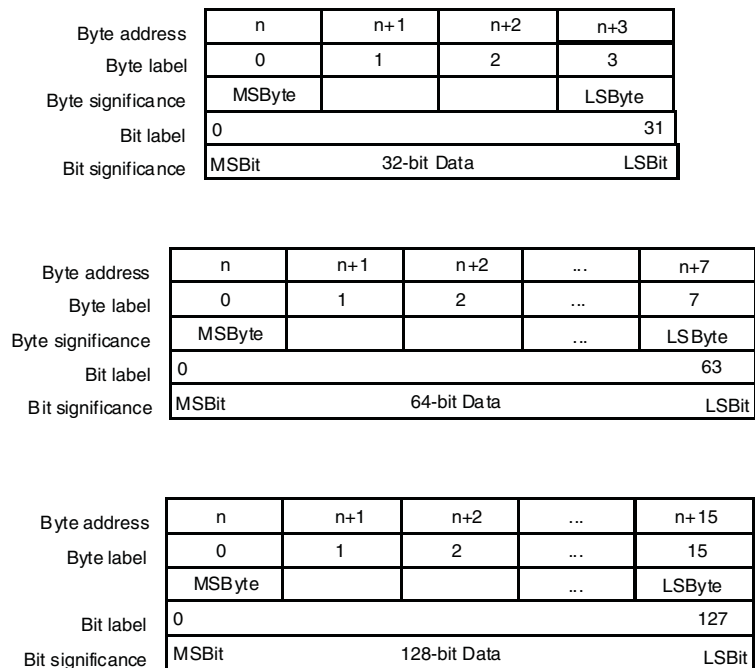 Byte address n n+1 n+2 n+3
Byte label 0 1 2 3
Byte significance MSByte LSByte
Bit label 0 31
Bit significance MSBit 32-bit Data LSBit
Byte address n n+1 n+2 ... n+7
Byte label 0 1 2 ... 7
Byte significance MSByte ... LSByte
Bit label 0 63
Bit significance MSBit 64-bit Data LSBit
Byte address n n+1 n+2 ... n+15
Byte label 0 1 2 ... 15
MSByte ... LSByte
Bit label 0 127
Bit significance MSBit 128-bit Data LSBit